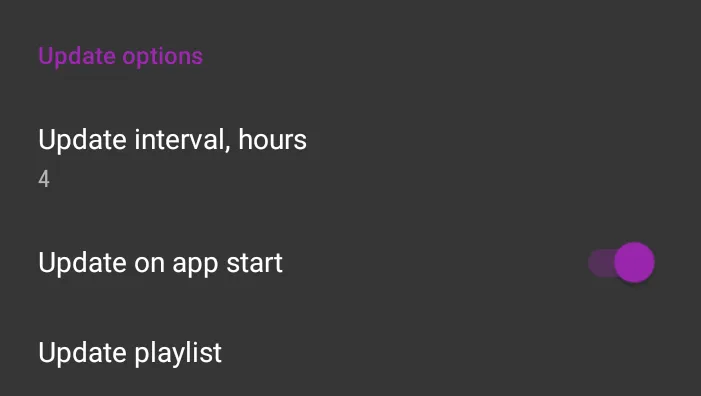 Update options
Update interval, hours
4
Update on app start
Update playlist